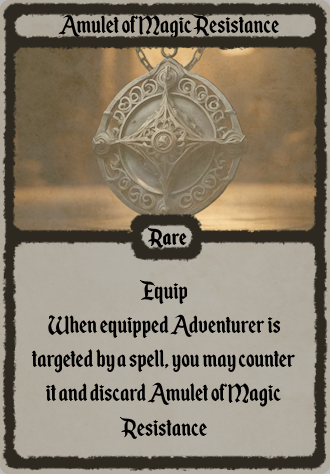 Amulet of Magic Resistance
Rare
Equip
When equipped Adventurer is
targeted by a spell, you may counter
it and discard Amulet of Magic
Resistance